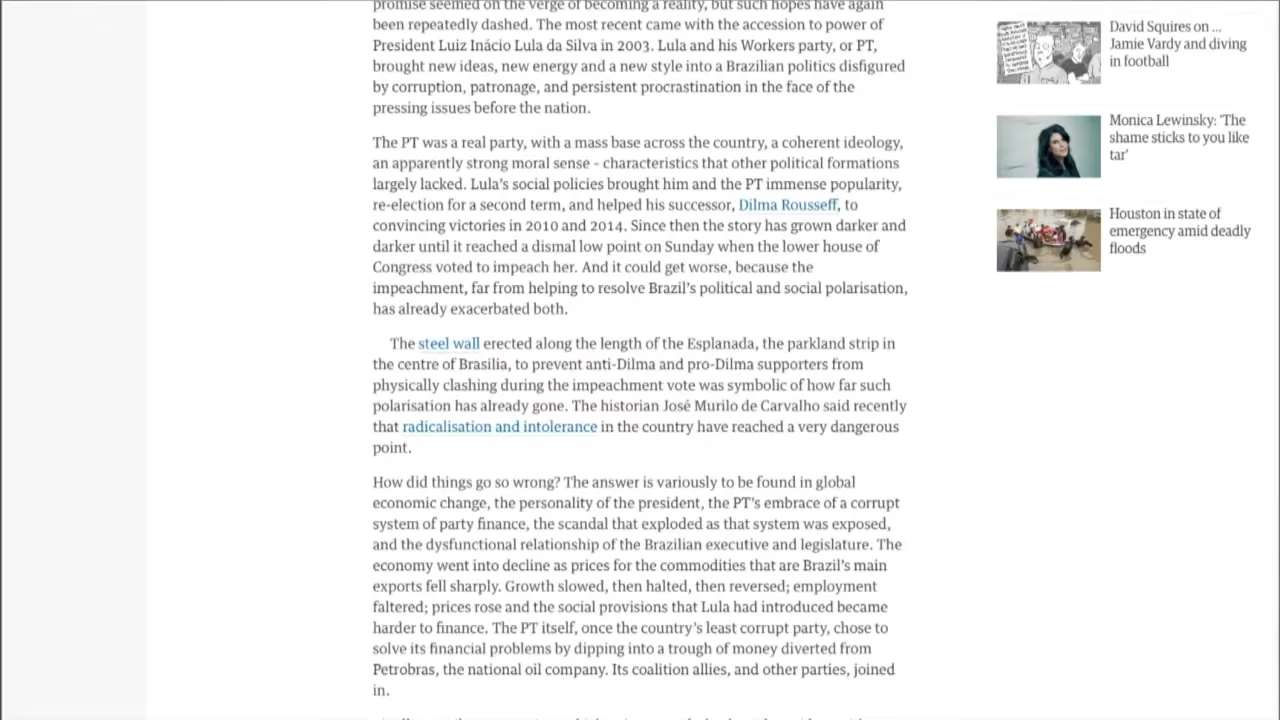 promise seemed on the verge of becoming a reality, but such hopes have again
been repeatedly dashed. The most recent came with the accession to power of
President Luiz Inácio Lula da Silva in 2003. Lula and his Workers party, or PT,
brought new ideas, new energy and a new style into a Brazilian politics disfigured
by corruption, patronage, and persistent procrastination in the face of the
pressing issues before the nation.
The PT was a real party, with a mass base across the country, a coherent ideology,
an apparently strong moral sense - characteristics that other political formations
largely lacked. Lula’s social policies brought him and the PT immense popularity,
re-election for a second term, and helped his successor, Dilma Rousseff, to
convincing victories in 2010 and 2014. Since then the story has grown darker and
darker until it reached a dismal low point on Sunday when the lower house of
Congress voted to impeach her. And it could get worse, because the
impeachment, far from helping to resolve Brazil’s political and social polarisation,
has already exacerbated both.
The steel wall erected along the length of the Esplanada, the parkland strip in
the centre of Brasilia, to prevent anti-Dilma and pro-Dilma supporters from
physically clashing during the impeachment vote was symbolic of how far such
polarisation has already gone. The historian José Murilo de Carvalho said recently
that radicalisation and intolerance in the country have reached a very dangerous
point.
How did things go so wrong? The answer is variously to be found in global
economic change, the personality of the president, the PT’s embrace of a corrupt
system of party finance, the scandal that exploded as that system was exposed,
and the dysfunctional relationship of the Brazilian executive and legislature. The
economy went into decline as prices for the commodities that are Brazil’s main
exports fell sharply. Growth slowed, then halted, then reversed; employment
faltered; prices rose and the social provisions that Lula had introduced became
harder to finance. The PT itself, once the country’s least corrupt party, chose to
solve its financial problems by dipping into a trough of money diverted from
Petrobras, the national oil company. Its coalition allies, and other parties, joined
in.
David Squires on ...
Jamie Vardy and diving
in football
Monica Lewinsky: ‘The
shame sticks to you like
tar’
Houston in state of
emergency amid deadly
floods